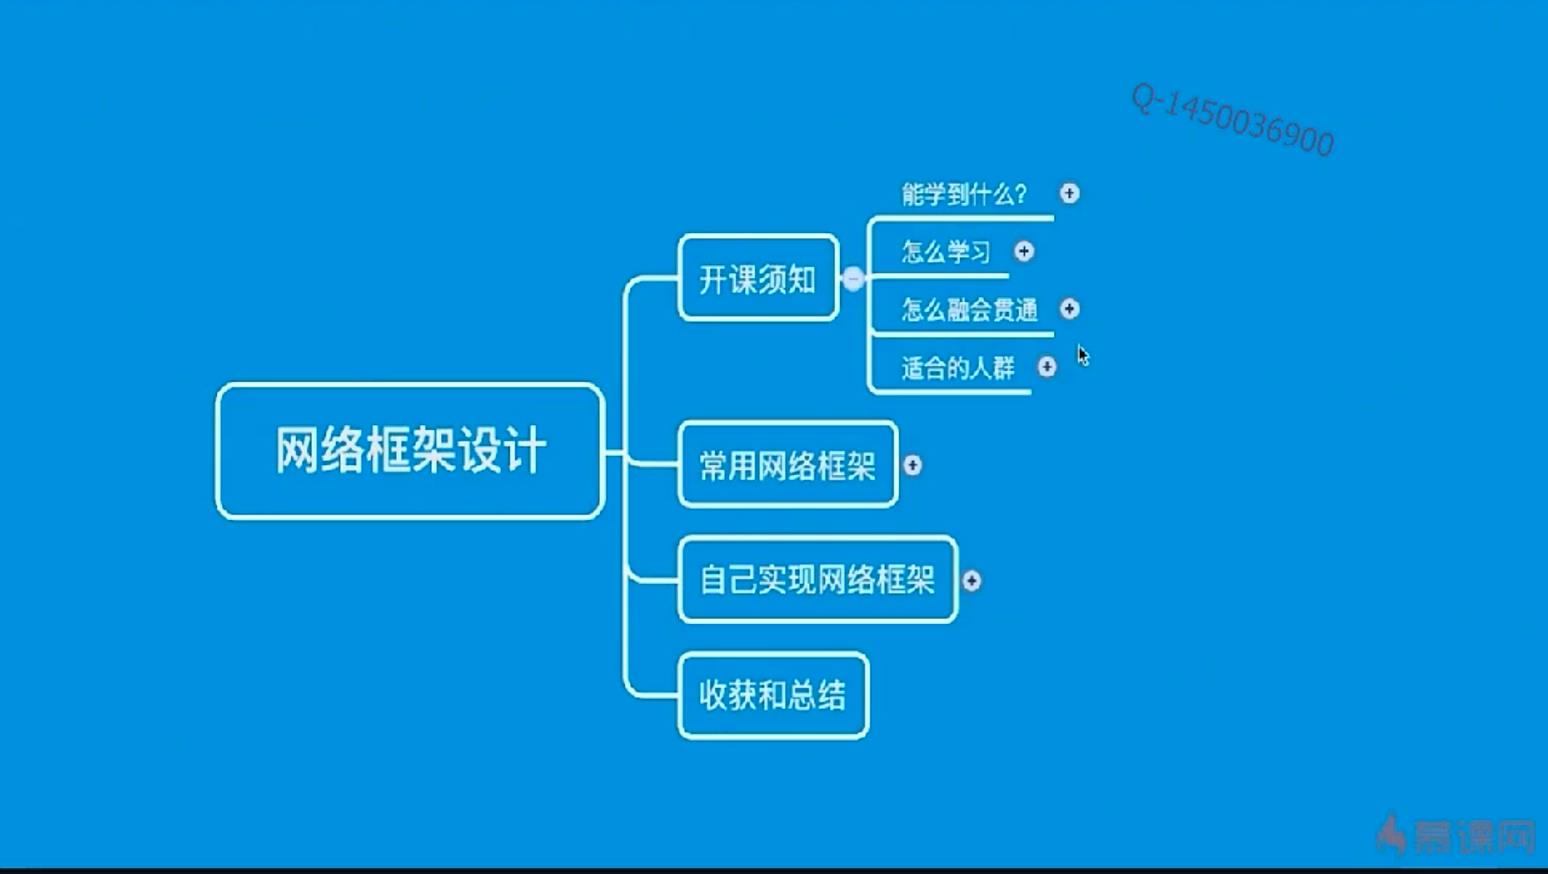 Q-1450036900
能学到什么?
怎么学习
开课须知
怎么融会贯通
适合的人群
网络框架设计
常用网络框架
自己实现网络框架
收获和总结
慕课网